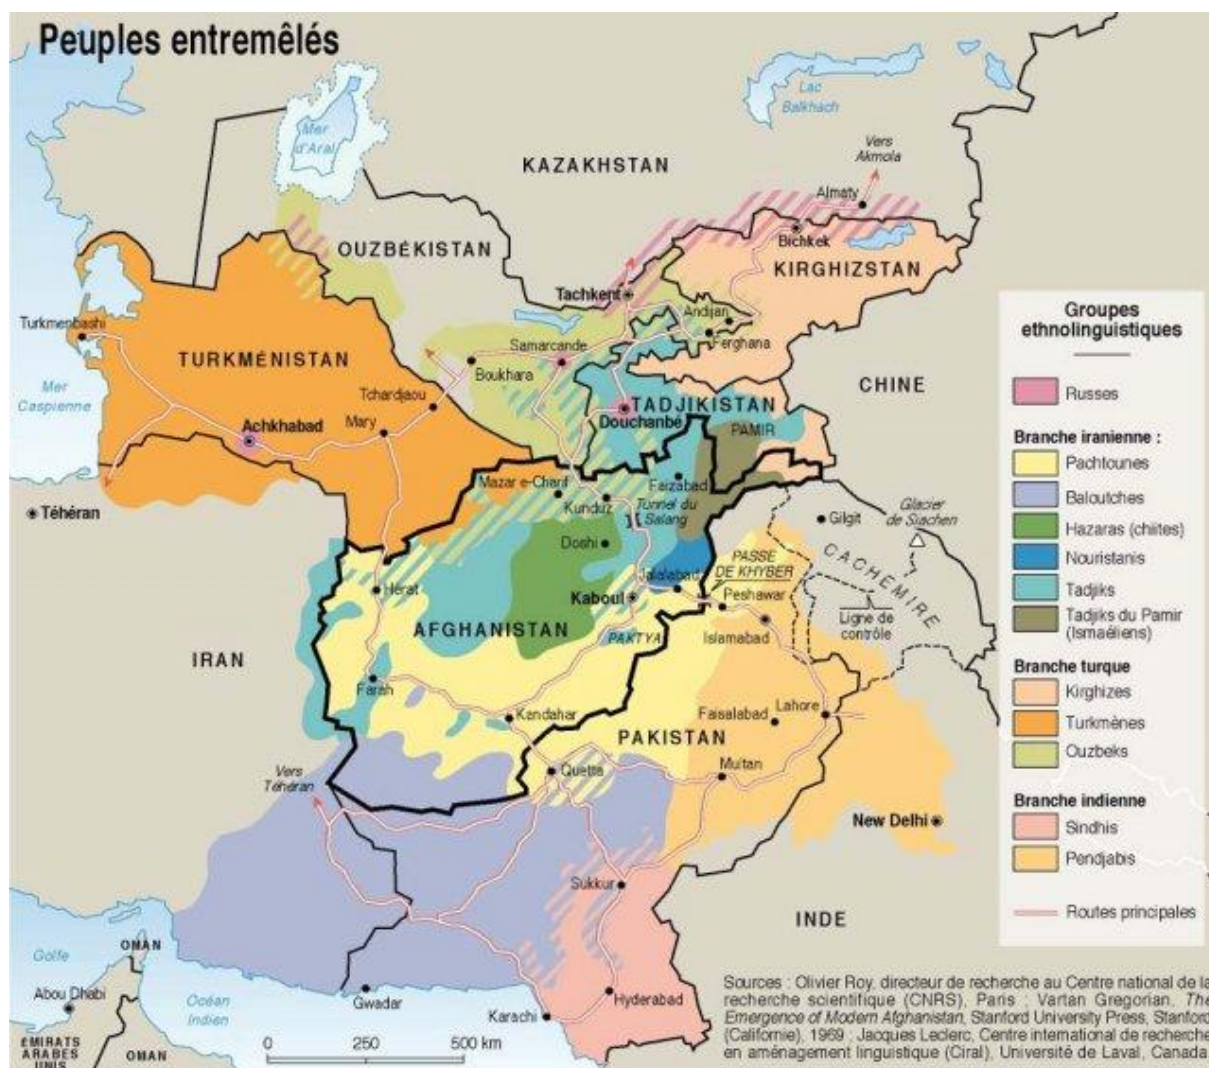 Peuples entremêlés
Mer
d'Aral
Lac
Balkhach
Vers
Akmola
KAZAKHSTAN
Almaty
OUZBÉKISTAN
Bichkek
KIRGHIZSTAN
Tachkent
Andijan
Ferghana
Turkmenbashi
TURKMÉNISTAN
Samarcande
Boukhara
CHINE
Mer
Caspienne
Tchardjaou
TADJIKISTAN
Douchanbé
Achkhabad
Mary
PAMIR
Mazar e-Charif
Faizabad
Kunduz
Tunnel du
Salang
Téhéran
Glacier
de Siachen
Gilgit
Doshi
CACHEMIRE
PASSE
DE KHYBER
Jalalabad
Hérat
Kaboul
Peshawar
Ligne de
contrôle
AFGHANISTAN
PAKTYA
Islamabad
IRAN
Farah
Kandahar
Faisalabad
Lahore
PAKISTAN
Vers
Téhéran
Quetta
Multan
New Delhi
Sukkur
INDE
Golfe
OMAN
Abou Dhabi
Océan
Indien
Gwadar
Karachi
Hyderabad
ÉMIRATS
ARABES
UNIS
OMAN
0 250 500 km
Groupes
ethnolinguistiques
Russes
Branche iranienne :
Pachtounes
Baloutches
Hazaras (chiites)
Nouristanis
Tadjiks
Tadjiks du Pamir
(Ismaéliens)
Branche turque
Kirghizes
Turkmènes
Ouzbeks
Branche indienne
Sindhis
Pendjabis
Routes principales
Sources : Olivier Roy, directeur de recherche au Centre national de la
recherche scientifique (CNRS), Paris ; Vartan Gregorian, The
Emergence of Modern Afghanistan, Stanford University Press, Stanford
(Californie), 1969 ; Jacques Leclerc, Centre international de recherche
en aménagement linguistique (Ciral), Université de Laval, Canada.